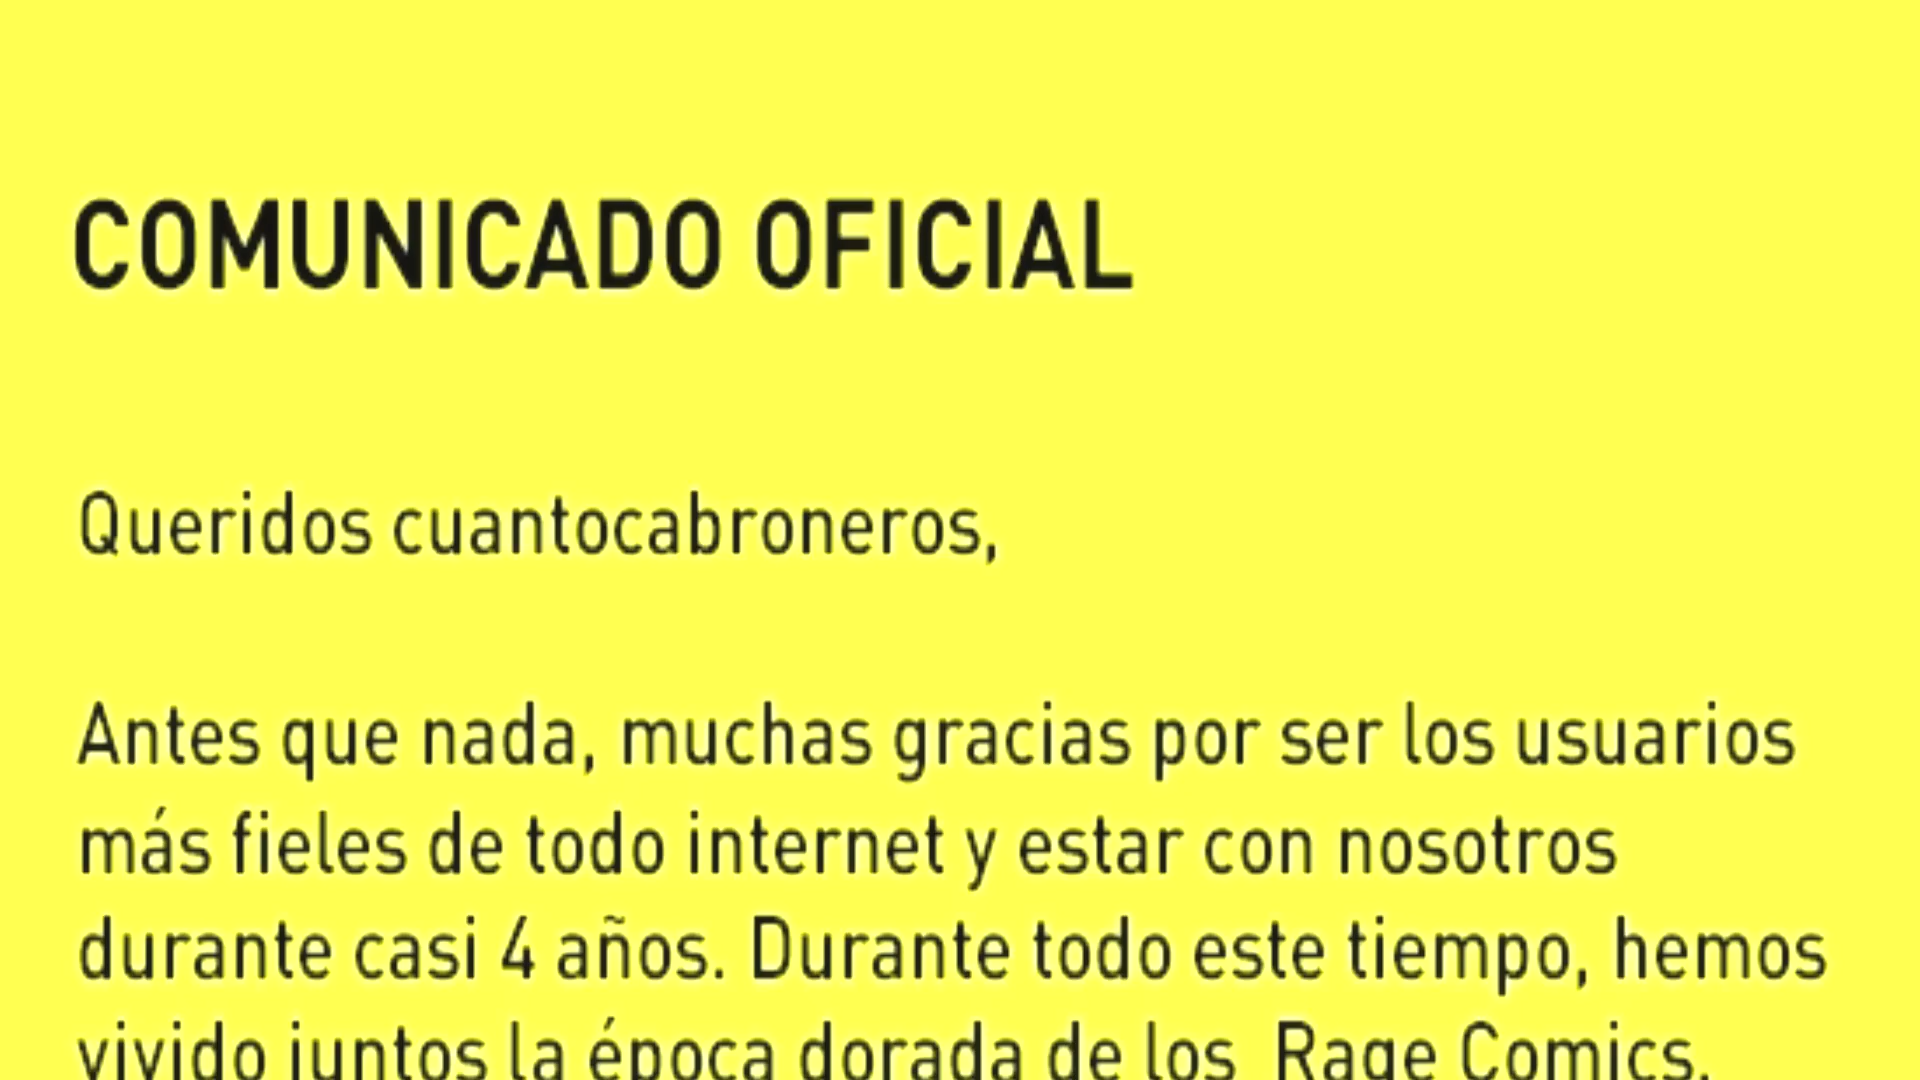 COMUNICADO OFICIAL
Queridos cuantocabroneros,
Antes que nada, muchas gracias por ser los usuarios
más fieles de todo internet y estar con nosotros
durante casi 4 años. Durante todo este tiempo, hemos
vivido juntos la época dorada de los Rage Comics,